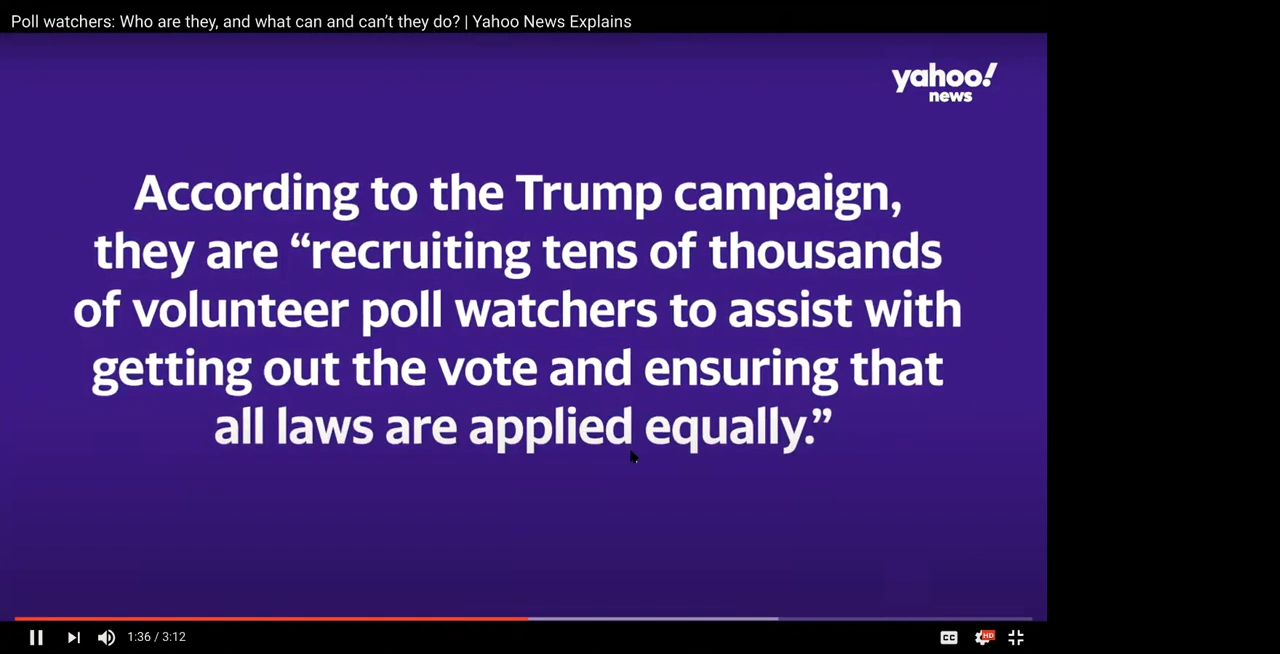 Poll watchers: Who are they, and what can and can’t they do? | Yahoo News Explains
yahoo!
news
According to the Trump campaign,
they are “recruiting tens of thousands
of volunteer poll watchers to assist with
getting out the vote and ensuring that
all laws are applied equally.”
1:36 / 3:12
CC
HD